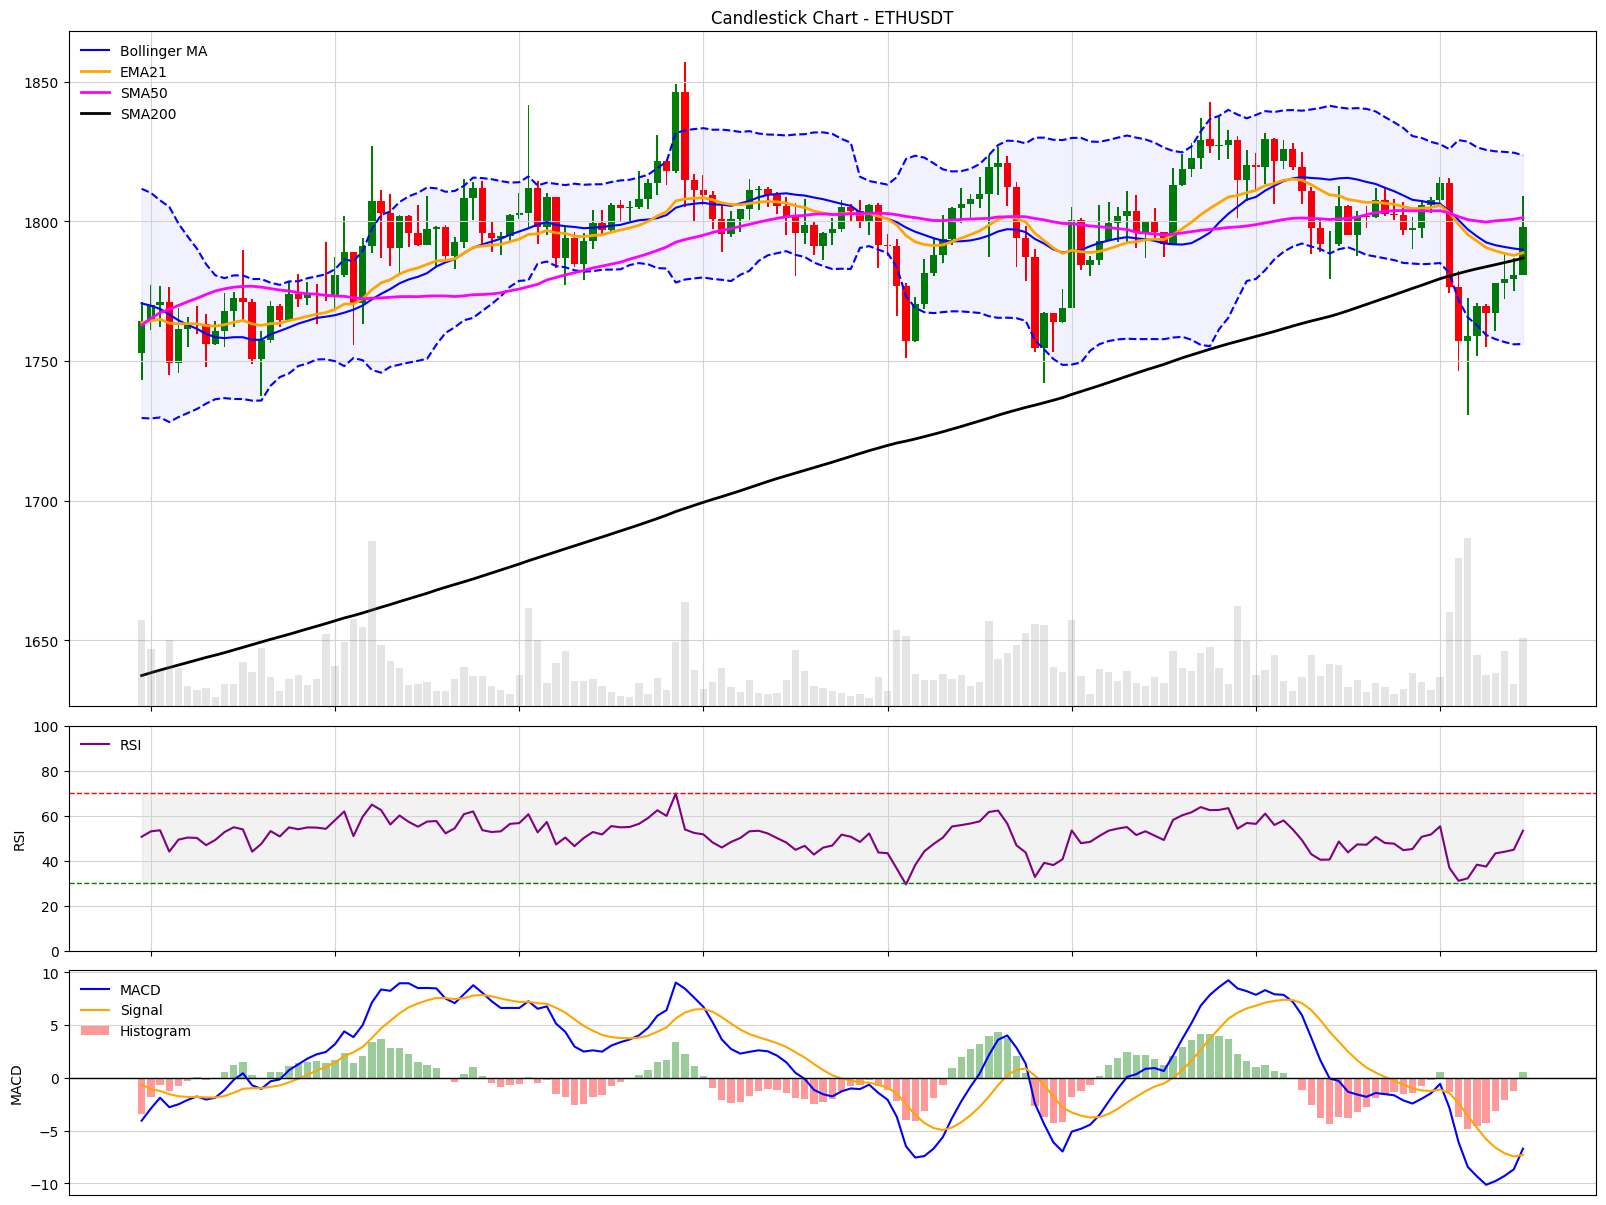 Candlestick Chart - ETHUSDT
Bollinger MA
EMA21
SMA50
SMA200
1850
1800
1750
1700
1650
RSI
100
80
60
40
20
0
RSI
MACD
Signal
Histogram
10
5
0
−5
−10
MACD